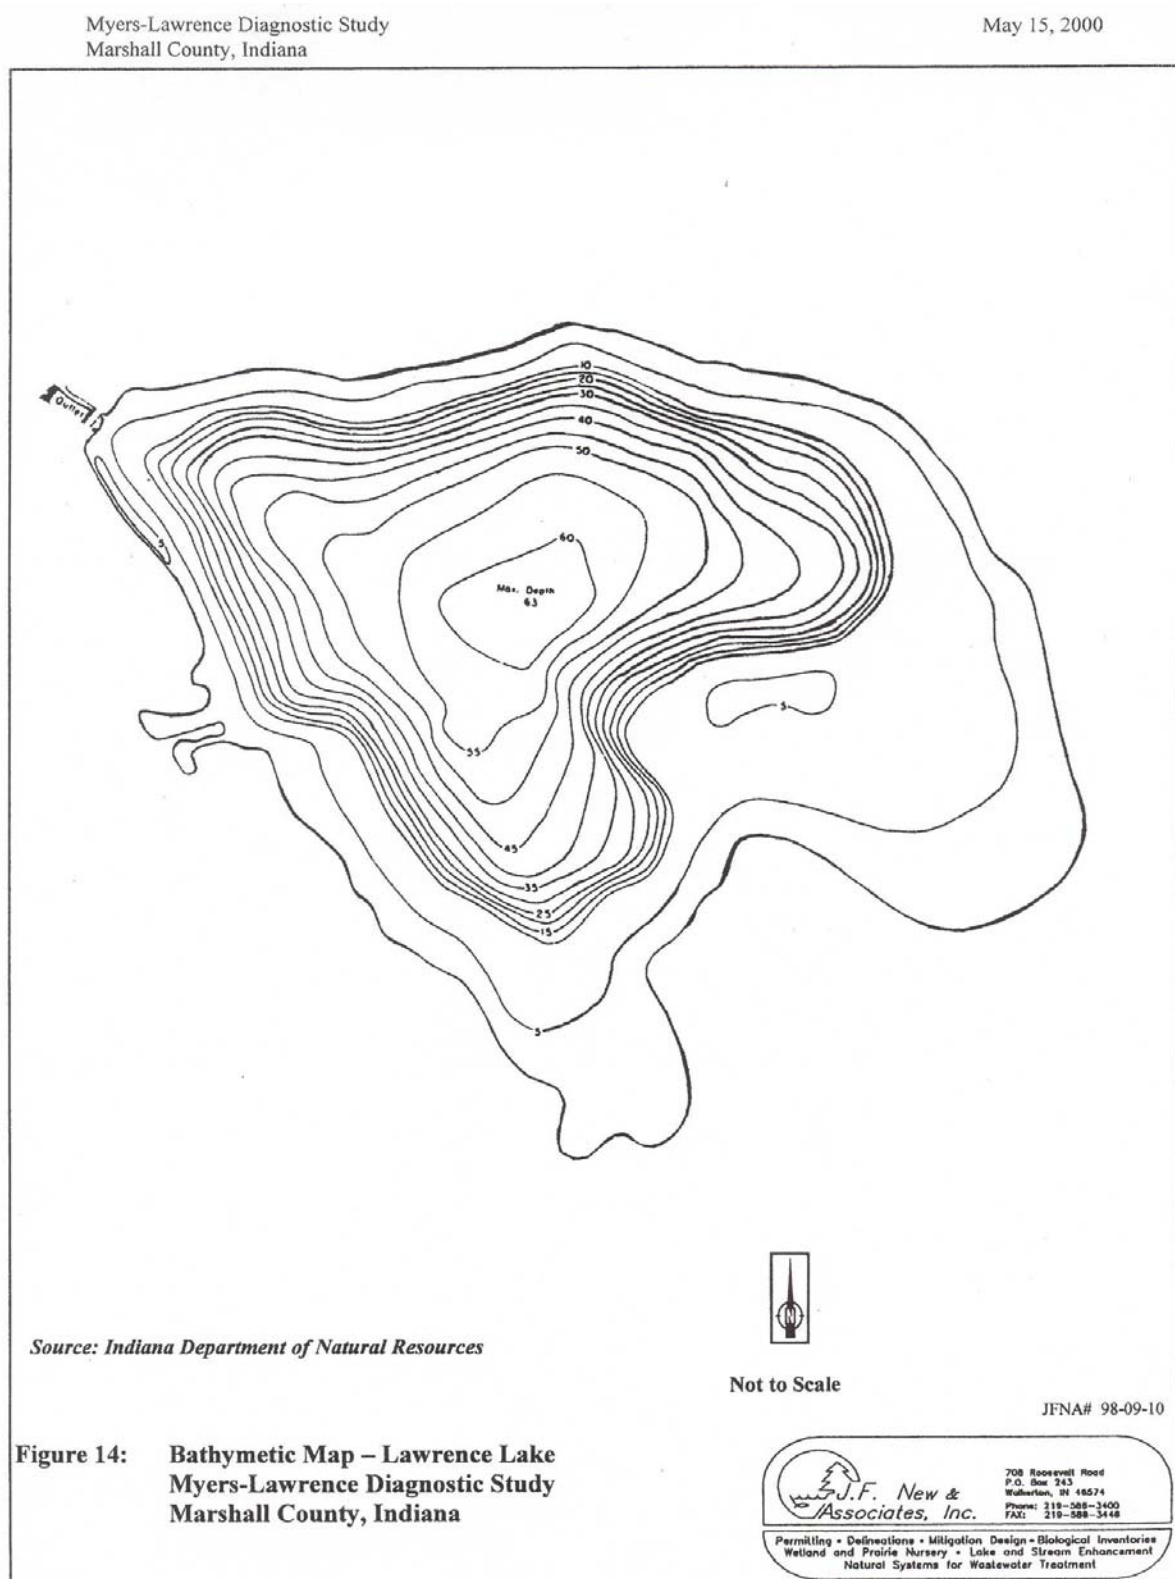 Myers-Lawrence Diagnostic Study
May 15, 2000
Marshall County, Indiana
10
20
30
40
50
Outlet
5
60
Max. Depth
63
5
55
45
35
25
15
5
Source: Indiana Department of Natural Resources
N
Not to Scale
JFNA# 98-09-10
Figure 14: Bathymetic Map – Lawrence Lake
Myers-Lawrence Diagnostic Study
Marshall County, Indiana
J.F. New &
Associates, Inc.
708 Roosevelt Road
P.O. Box 243
Walkerton, IN 46574
Phone: 219-586-3400
FAX: 219-586-3446
Permitting • Delineations • Mitigation Design • Biological Inventories
Wetland and Prairie Nursery • Lake and Stream Enhancement
Natural Systems for Wastewater Treatment